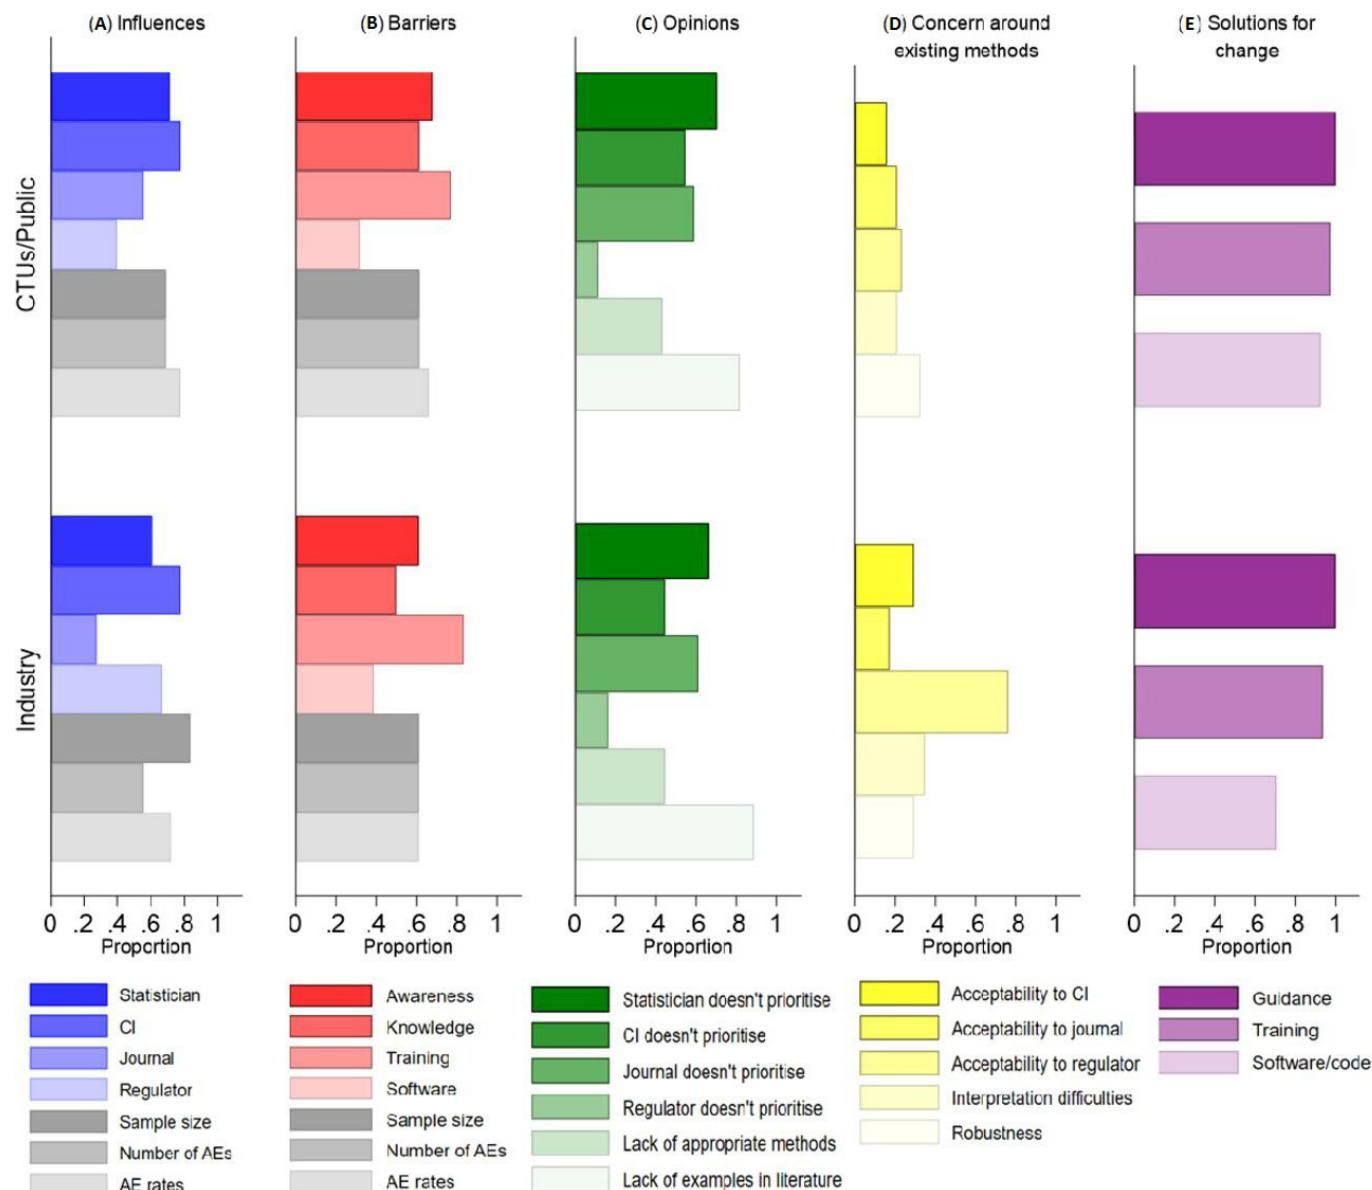 (A) Influences
(B) Barriers
(C) Opinions
(D) Concern around
existing methods
(E) Solutions for
change
CTUs/Public
Industry
0 .2 .4 .6 .8 1
Proportion
0 .2 .4 .6 .8 1
Proportion
0 .2 .4 .6 .8 1
Proportion
0 .2 .4 .6 .8 1
Proportion
0 .2 .4 .6 .8 1
Proportion
Statistician
CI
Journal
Regulator
Sample size
Number of AEs
AE rates
Awareness
Knowledge
Training
Software
Sample size
Number of AEs
AE rates
Statistician doesn't prioritise
CI doesn't prioritise
Journal doesn't prioritise
Regulator doesn't prioritise
Lack of appropriate methods
Lack of examples in literature
Acceptability to CI
Acceptability to journal
Acceptability to regulator
Interpretation difficulties
Robustness
Guidance
Training
Software/code